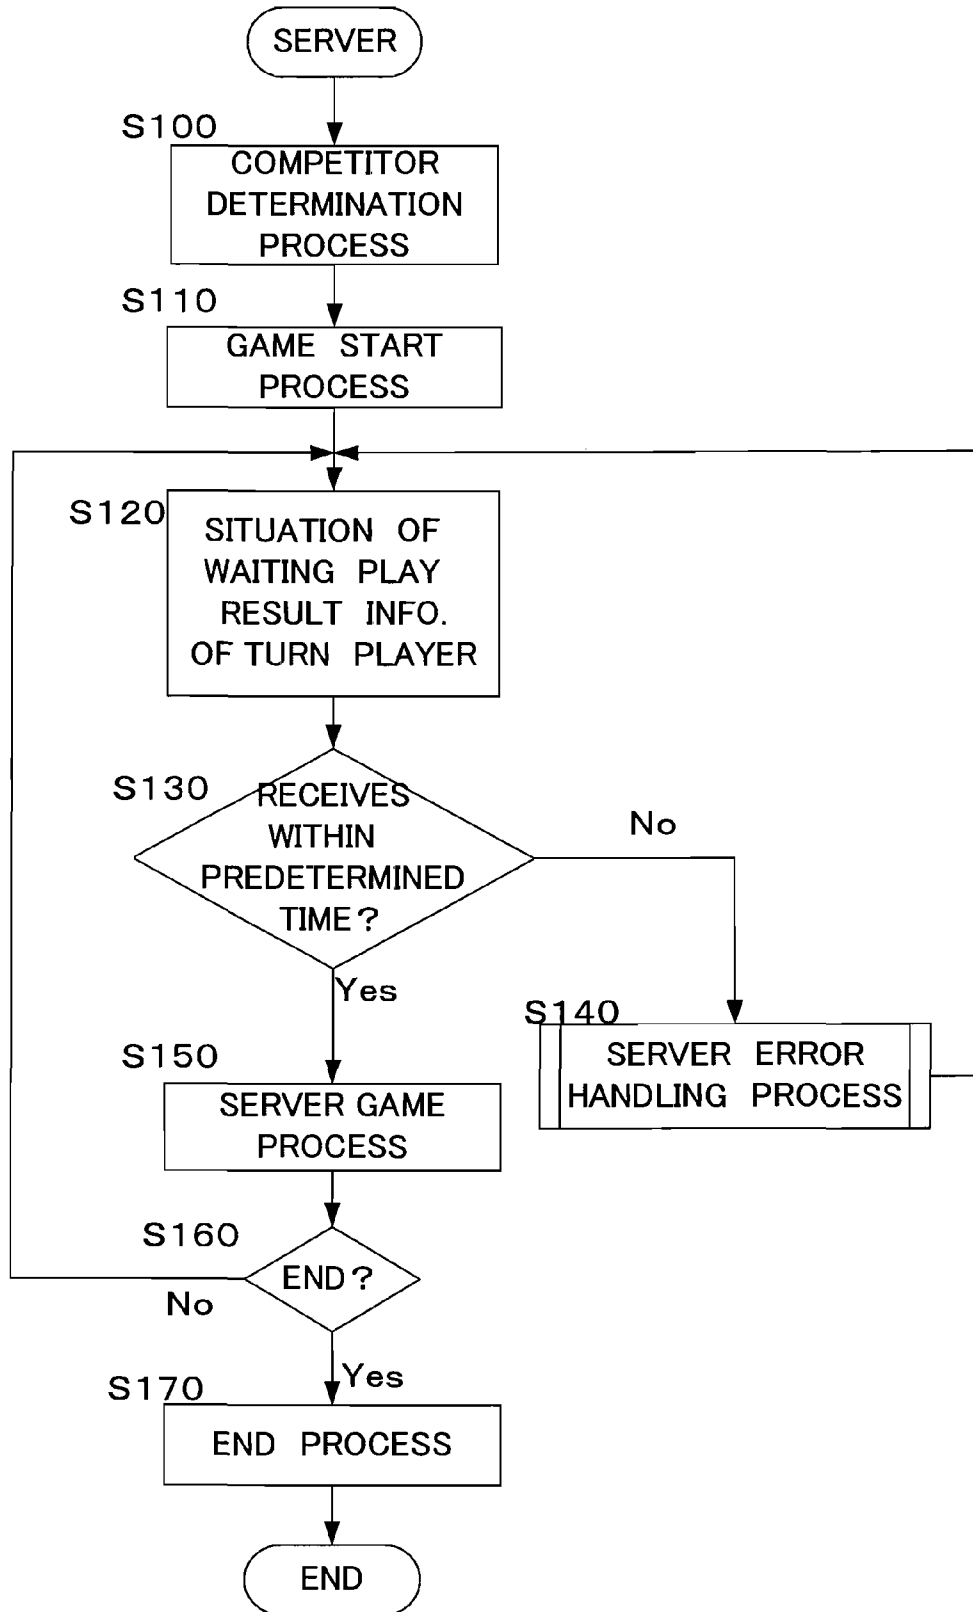 SERVER
S100
COMPETITOR
DETERMINATION
PROCESS
S110
GAME START
PROCESS
S120
SITUATION OF
WAITING PLAY
RESULT INFO.
OF TURN PLAYER
S130
RECEIVES
WITHIN
PREDETERMINED
TIME?
No
Yes
S140
SERVER ERROR
HANDLING PROCESS
S150
SERVER GAME
PROCESS
S160
END?
No
Yes
S170
END PROCESS
END